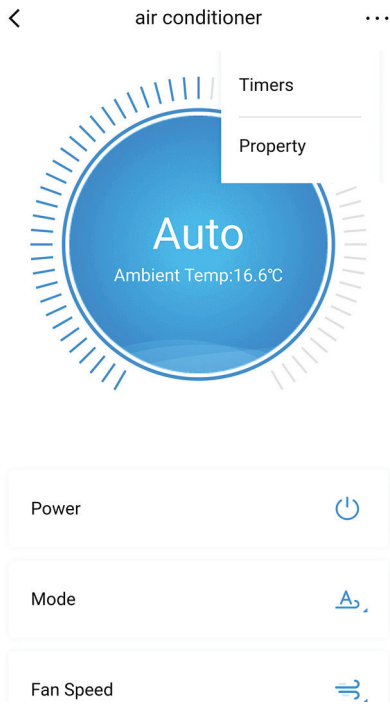 air conditioner
Timers
Property
Auto
Ambient Temp:16.6℃
Power
Mode
Fan Speed